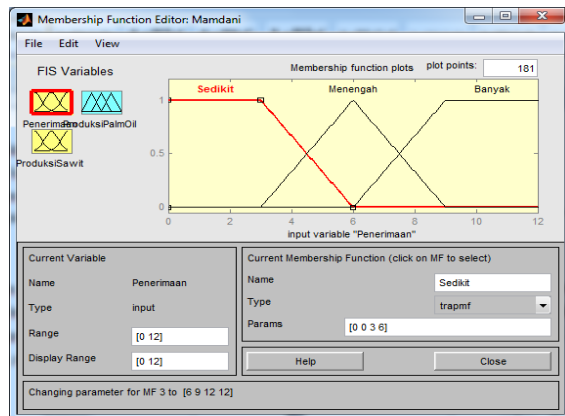 Membership Function Editor: Mamdani
File Edit View
FIS Variables
Penerimaan
ProduksiPalmOil
ProduksiSawit
Membership function plots
plot points: 181
Sedikit Menengah Banyak
1
0.5
0
0 2 4 6 8 10 12
input variable "Penerimaan"
Current Variable
Name Penerimaan
Type input
Range [0 12]
Display Range [0 12]
Current Membership Function (click on MF to select)
Name Sedikit
Type trapmf
Params [0 0 3 6]
Help Close
Changing parameter for MF 3 to [6 9 12 12]